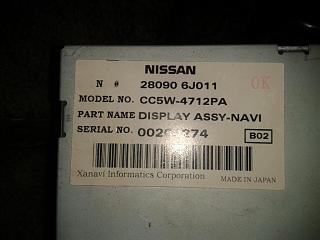 NISSAN
N # 28090 6J011
OK
MODEL NO. CC5W-4712PA
PART NAME DISPLAY ASSY-NAVI
SERIAL NO.
B02
Xanavi Informatics Corporation
MADE IN JAPAN